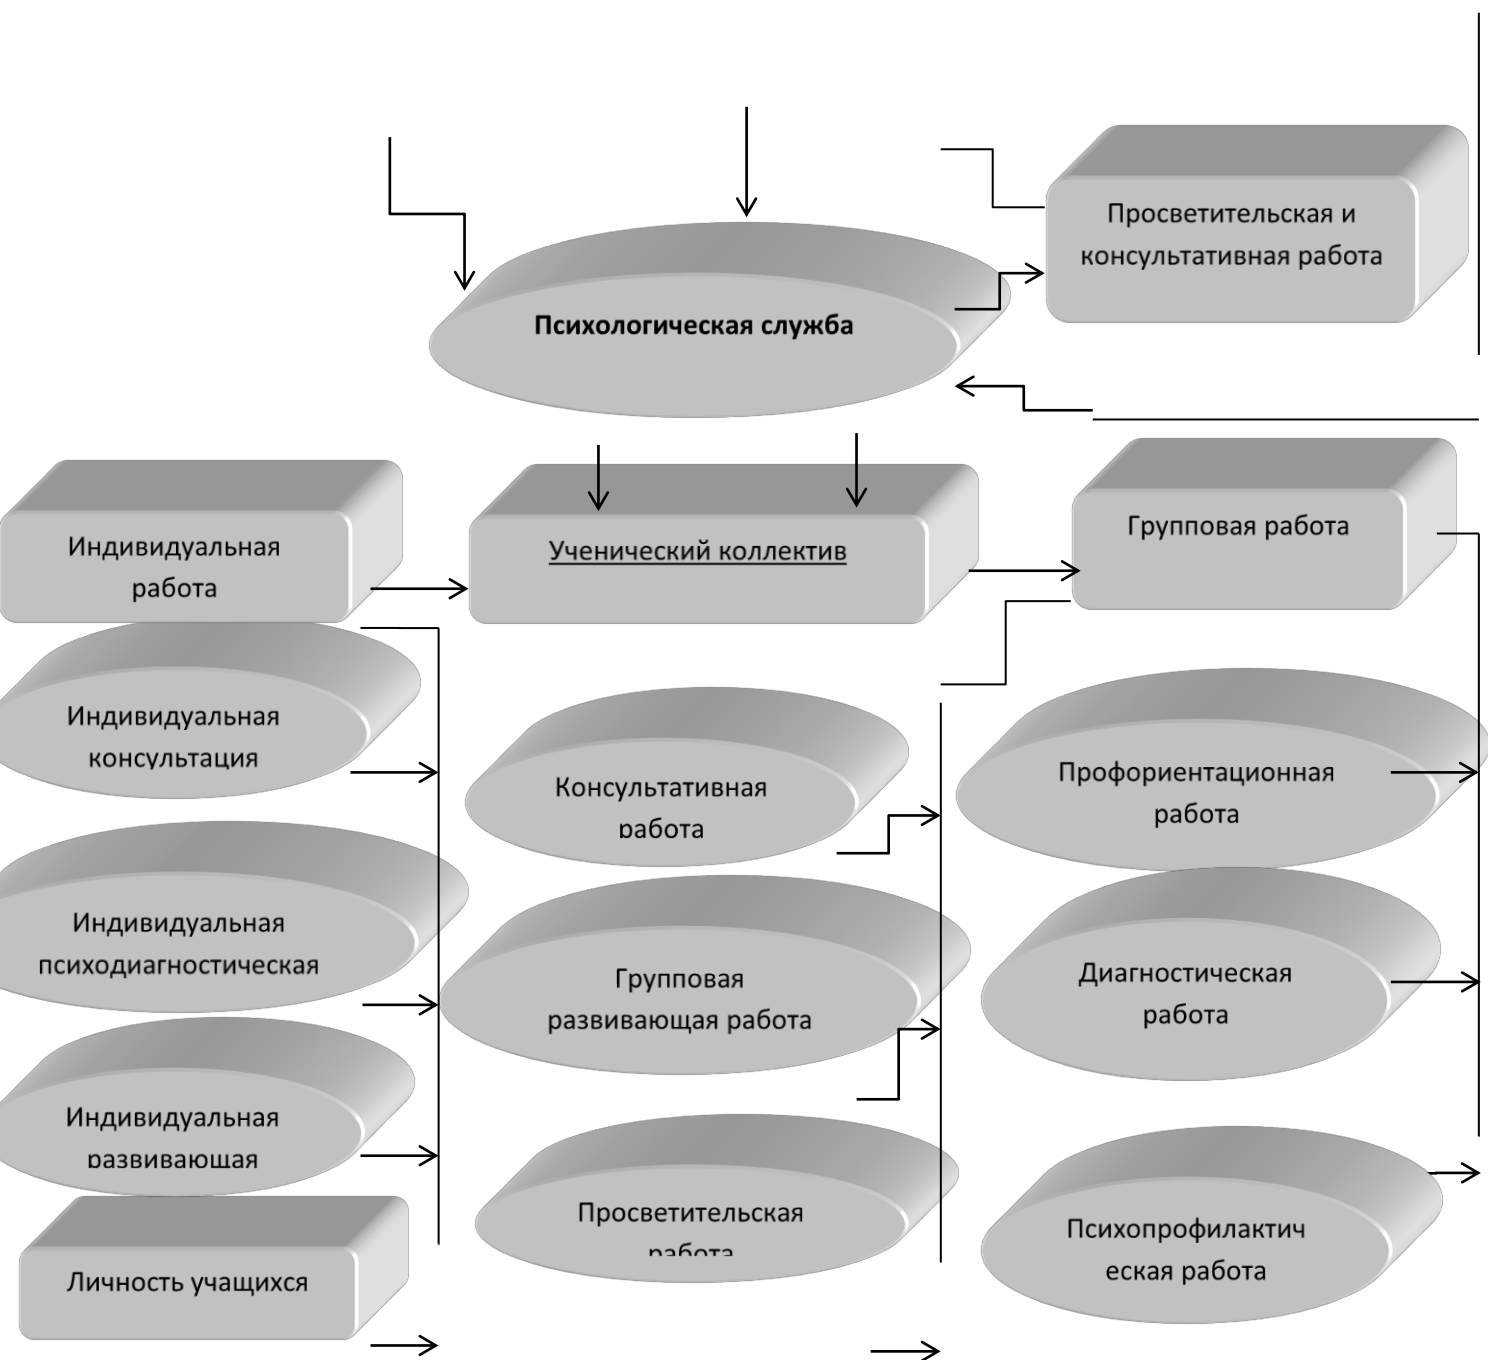 Просветительская и
консультативная работа
Психологическая служба
Индивидуальная
работа
Ученический коллектив
Групповая работа
Индивидуальная
консультация
Консультативная
работа
Профориентационная
работа
Индивидуальная
психодиагностическая
Групповая
развивающая работа
Диагностическая
работа
Индивидуальная
развивающая
Просветительская
работа
Психопрофилактич
еская работа
Личность учащихся